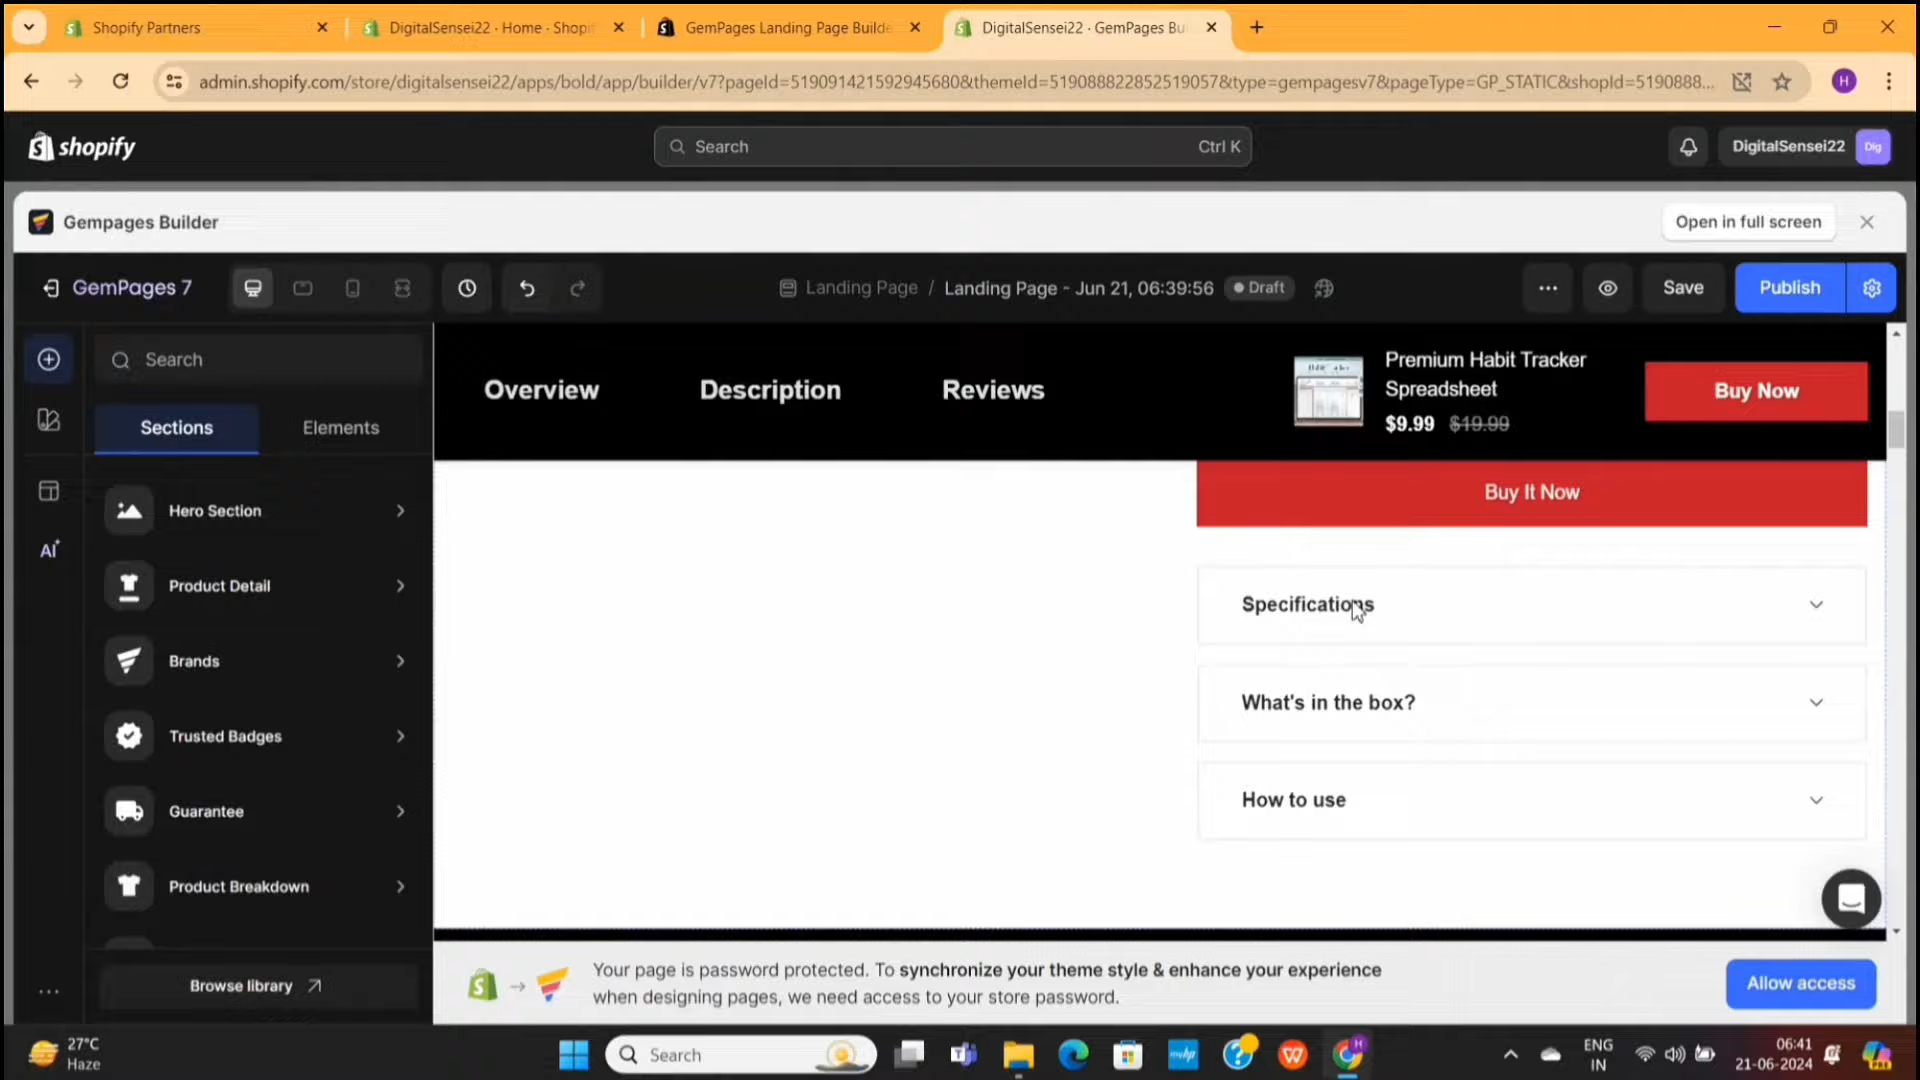 Shopify Partners
DigitalSensei22 · Home · Shopi
GemPages Landing Page Builde
DigitalSensei22 · GemPages Bu
admin.shopify.com/store/digitalsensei22/apps/bold/app/builder/v7?pageId=519091421592945680&themeId=519088822852519057&type=gempagesv7&pageType=GP_STATIC&shopId=5190888...
H
shopify
Search
Ctrl K
DigitalSensei22
Dig
Gempages Builder
Open in full screen
GemPages 7
Landing Page / Landing Page - Jun 21, 06:39:56
Draft
Save
Publish
Search
Sections
Elements
Hero Section
Product Detail
Brands
Trusted Badges
Guarantee
Product Breakdown
Browse library
AI
Overview
Description
Reviews
Premium Habit Tracker
Spreadsheet
$9.99 $19.99
Buy Now
Buy It Now
Specifications
What's in the box?
How to use
Your page is password protected. To synchronize your theme style & enhance your experience
when designing pages, we need access to your store password.
Allow access
27°C
Haze
Search
ENG
IN
06:41
21-06-2024